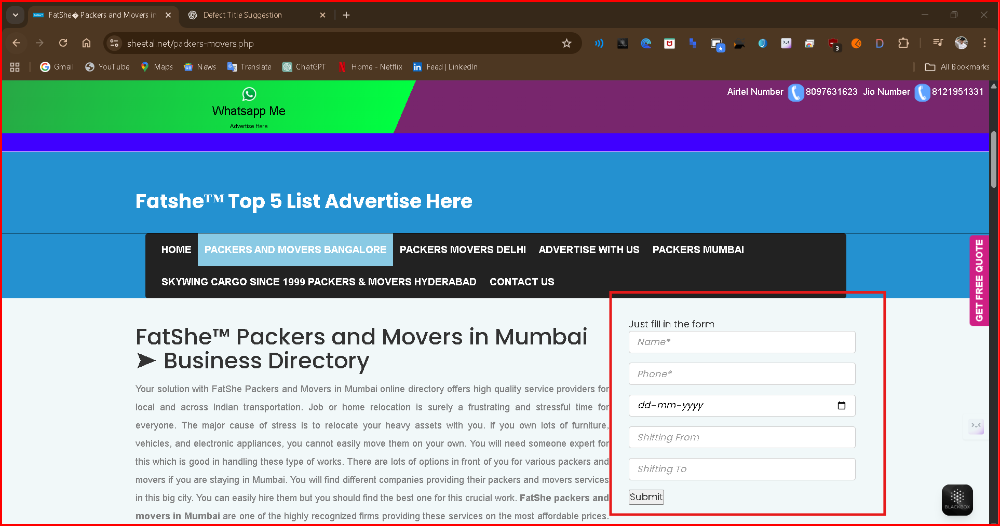 FatShe� Packers and Movers in
Defect Title Suggestion
sheetal.net/packers-movers.php
3
D
Gmail
YouTube
Maps
News
Translate
ChatGPT
Home - Netflix
Feed | LinkedIn
All Bookmarks
Whatsapp Me
Advertise Here
Airtel Number 8097631623 Jio Number 8121951331
Fatshe™ Top 5 List Advertise Here
HOME PACKERS AND MOVERS BANGALORE PACKERS MOVERS DELHI ADVERTISE WITH US PACKERS MUMBAI
SKYWING CARGO SINCE 1999 PACKERS & MOVERS HYDERABAD CONTACT US
GET FREE QUOTE
FatShe™ Packers and Movers in Mumbai
➤ Business Directory
Your solution with FatShe Packers and Movers in Mumbai online directory offers high quality service providers for
local and across Indian transportation. Job or home relocation is surely a frustrating and stressful time for
everyone. The major cause of stress is to relocate your heavy assets with you. If you own lots of furniture,
vehicles, and electronic appliances, you cannot easily move them on your own. You will need someone expert for
this which is good in handling these type of works. There are lots of options in front of you for various packers and
movers if you are staying in Mumbai. You will find different companies providing their packers and movers services
in this big city. You can easily hire them but you should find the best one for this crucial work. FatShe packers and
movers in Mumbai are one of the highly recognized firms providing these services on the most affordable prices.
Just fill in the form
Name*
Phone*
dd-mm-yyyy
Shifting From
Shifting To
Submit
BLACKBOX